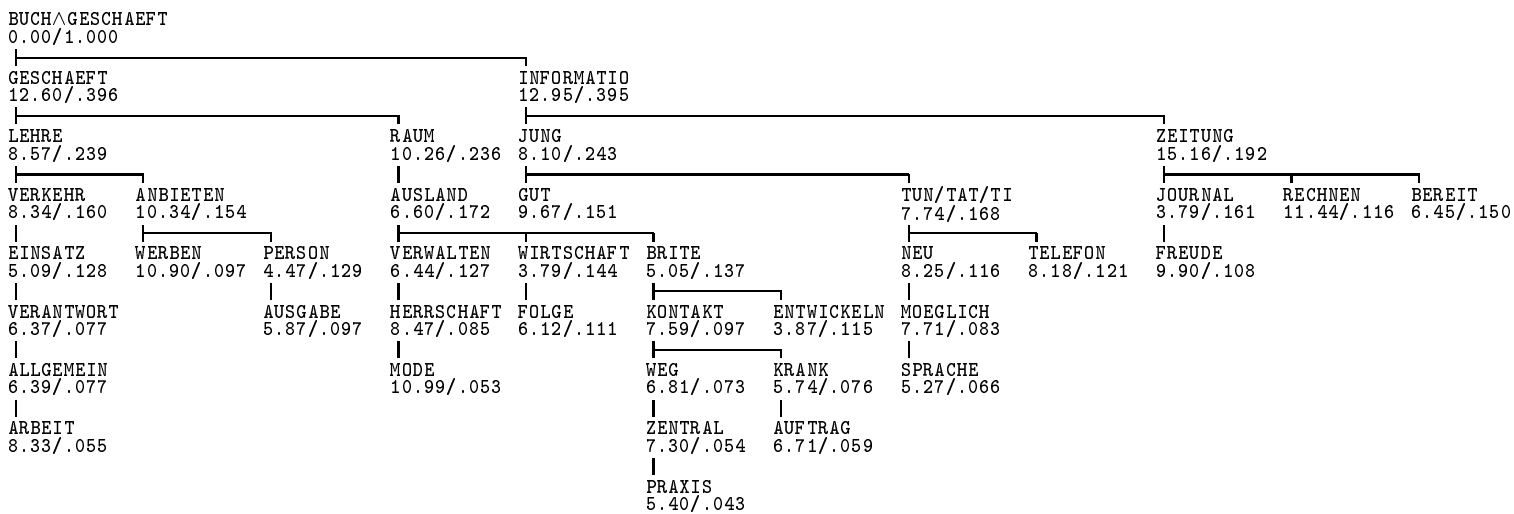 BUCH∧GESCHAEFT
0.00/1.000
GESCHAEFT INFORMATIO
12.60/.396 12.95/.395
LEHRE RAUM JUNG ZEITUNG
8.57/.239 10.26/.236 8.10/.243 15.16/.192
VERKEHR ANBIETEN AUSLAND GUT TUN/TAT/TI JOURNAL RECHNEN BEREIT
8.34/.160 10.34/.154 6.60/.172 9.67/.151 7.74/.168 3.79/.161 11.44/.116 6.45/.150
EINSATZ WERBEN PERSON VERWALTEN WIRTSCHAFT BRITE NEU TELEFON FREUDE
5.09/.128 10.90/.097 4.47/.129 6.44/.127 3.79/.144 5.05/.137 8.25/.116 8.18/.121 9.90/.108
VERANTWORT AUSGABE HERRSCHAFT FOLGE KONTAKT ENTWICKELN MOEGLICH
6.37/.077 5.87/.097 8.47/.085 6.12/.111 7.59/.097 3.87/.115 7.71/.083
ALLGEMEIN MODE WEG KRANK SPRACHE
6.39/.077 10.99/.053 6.81/.073 5.74/.076 5.27/.066
ARBEIT ZENTRAL AUFTRAG
8.33/.055 7.30/.054 6.71/.059
PRAXIS
5.40/.043